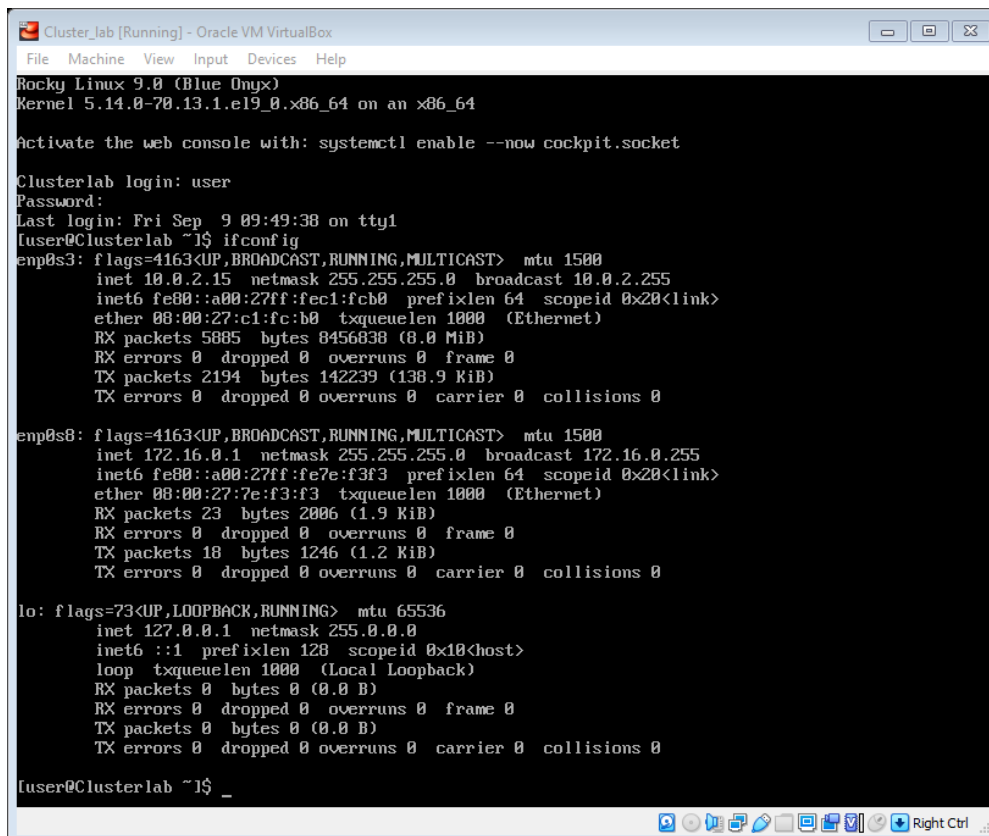 Cluster_lab [Running] - Oracle VM VirtualBox
File Machine View Input Devices Help
Rocky Linux 9.0 (Blue Onyx)
Kernel 5.14.0-70.13.1.el9_0.x86_64 on an x86_64
Activate the web console with: systemctl enable --now cockpit.socket
Clusterlab login: user
Password:
Last login: Fri Sep  9 09:49:38 on tty1
[user@Clusterlab ~]$ ifconfig
enp0s3: flags=4163<UP,BROADCAST,RUNNING,MULTICAST>  mtu 1500
        inet 10.0.2.15  netmask 255.255.255.0  broadcast 10.0.2.255
        inet6 fe80::a00:27ff:fec1:fcb0  prefixlen 64  scopeid 0x20<link>
        ether 08:00:27:c1:fc:b0  txqueuelen 1000  (Ethernet)
        RX packets 5885  bytes 8456838 (8.0 MiB)
        RX errors 0  dropped 0  overruns 0  frame 0
        TX packets 2194  bytes 142239 (138.9 KiB)
        TX errors 0  dropped 0 overruns 0  carrier 0  collisions 0
enp0s8: flags=4163<UP,BROADCAST,RUNNING,MULTICAST>  mtu 1500
        inet 172.16.0.1  netmask 255.255.255.0  broadcast 172.16.0.255
        inet6 fe80::a00:27ff:fe7e:f3f3  prefixlen 64  scopeid 0x20<link>
        ether 08:00:27:7e:f3:f3  txqueuelen 1000  (Ethernet)
        RX packets 23  bytes 2006 (1.9 KiB)
        RX errors 0  dropped 0  overruns 0  frame 0
        TX packets 18  bytes 1246 (1.2 KiB)
        TX errors 0  dropped 0 overruns 0  carrier 0  collisions 0
lo: flags=73<UP,LOOPBACK,RUNNING>  mtu 65536
        inet 127.0.0.1  netmask 255.0.0.0
        inet6 ::1  prefixlen 128  scopeid 0x10<host>
        loop  txqueuelen 1000  (Local Loopback)
        RX packets 0  bytes 0 (0.0 B)
        RX errors 0  dropped 0  overruns 0  frame 0
        TX packets 0  bytes 0 (0.0 B)
        TX errors 0  dropped 0 overruns 0  carrier 0  collisions 0
[user@Clusterlab ~]$ _
Right Ctrl